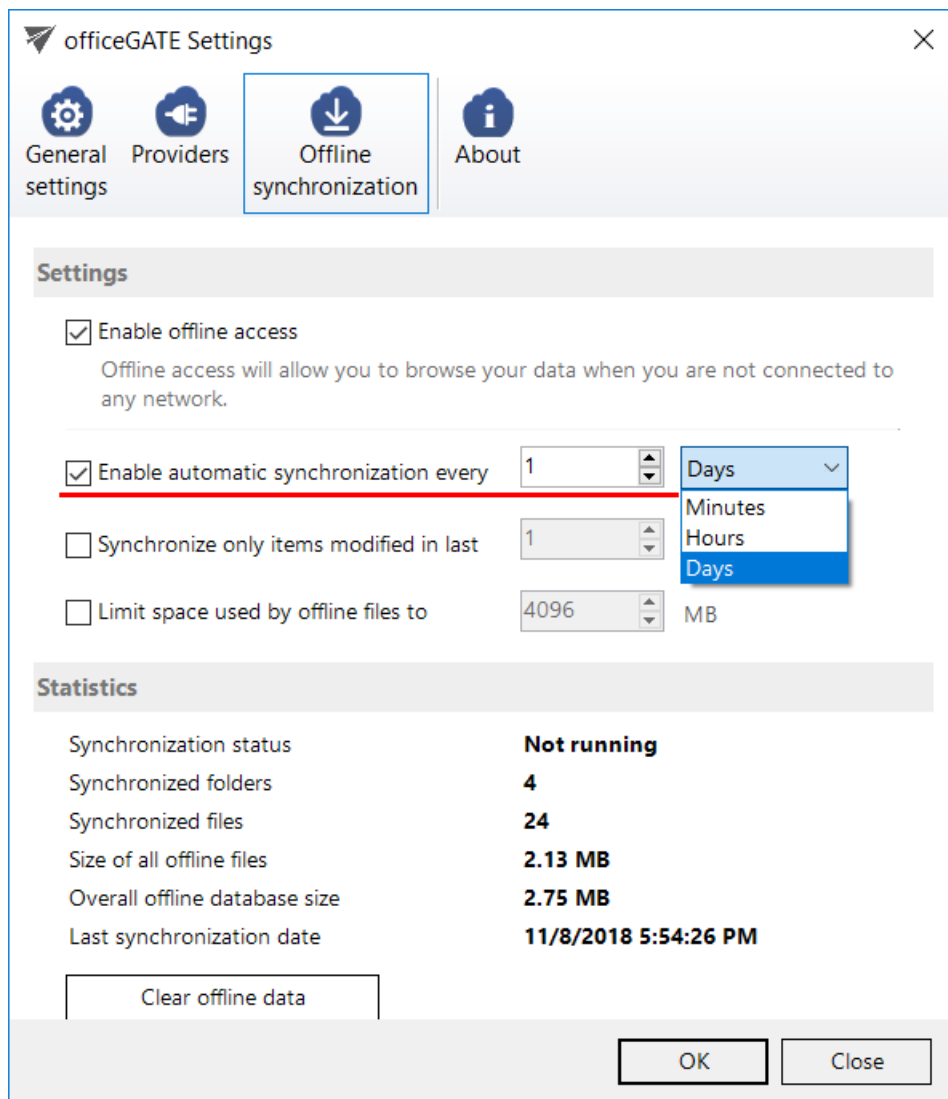 officeGATE Settings
General
settings
Providers
Offline
synchronization
About
Settings
Enable offline access
Offline access will allow you to browse your data when you are not connected to
any network.
Enable automatic synchronization every 1 Days
Minutes
Hours
Days
Synchronize only items modified in last 1
Limit space used by offline files to 4096 MB
Statistics
Synchronization status Not running
Synchronized folders 4
Synchronized files 24
Size of all offline files 2.13 MB
Overall offline database size 2.75 MB
Last synchronization date 11/8/2018 5:54:26 PM
Clear offline data
OK Close